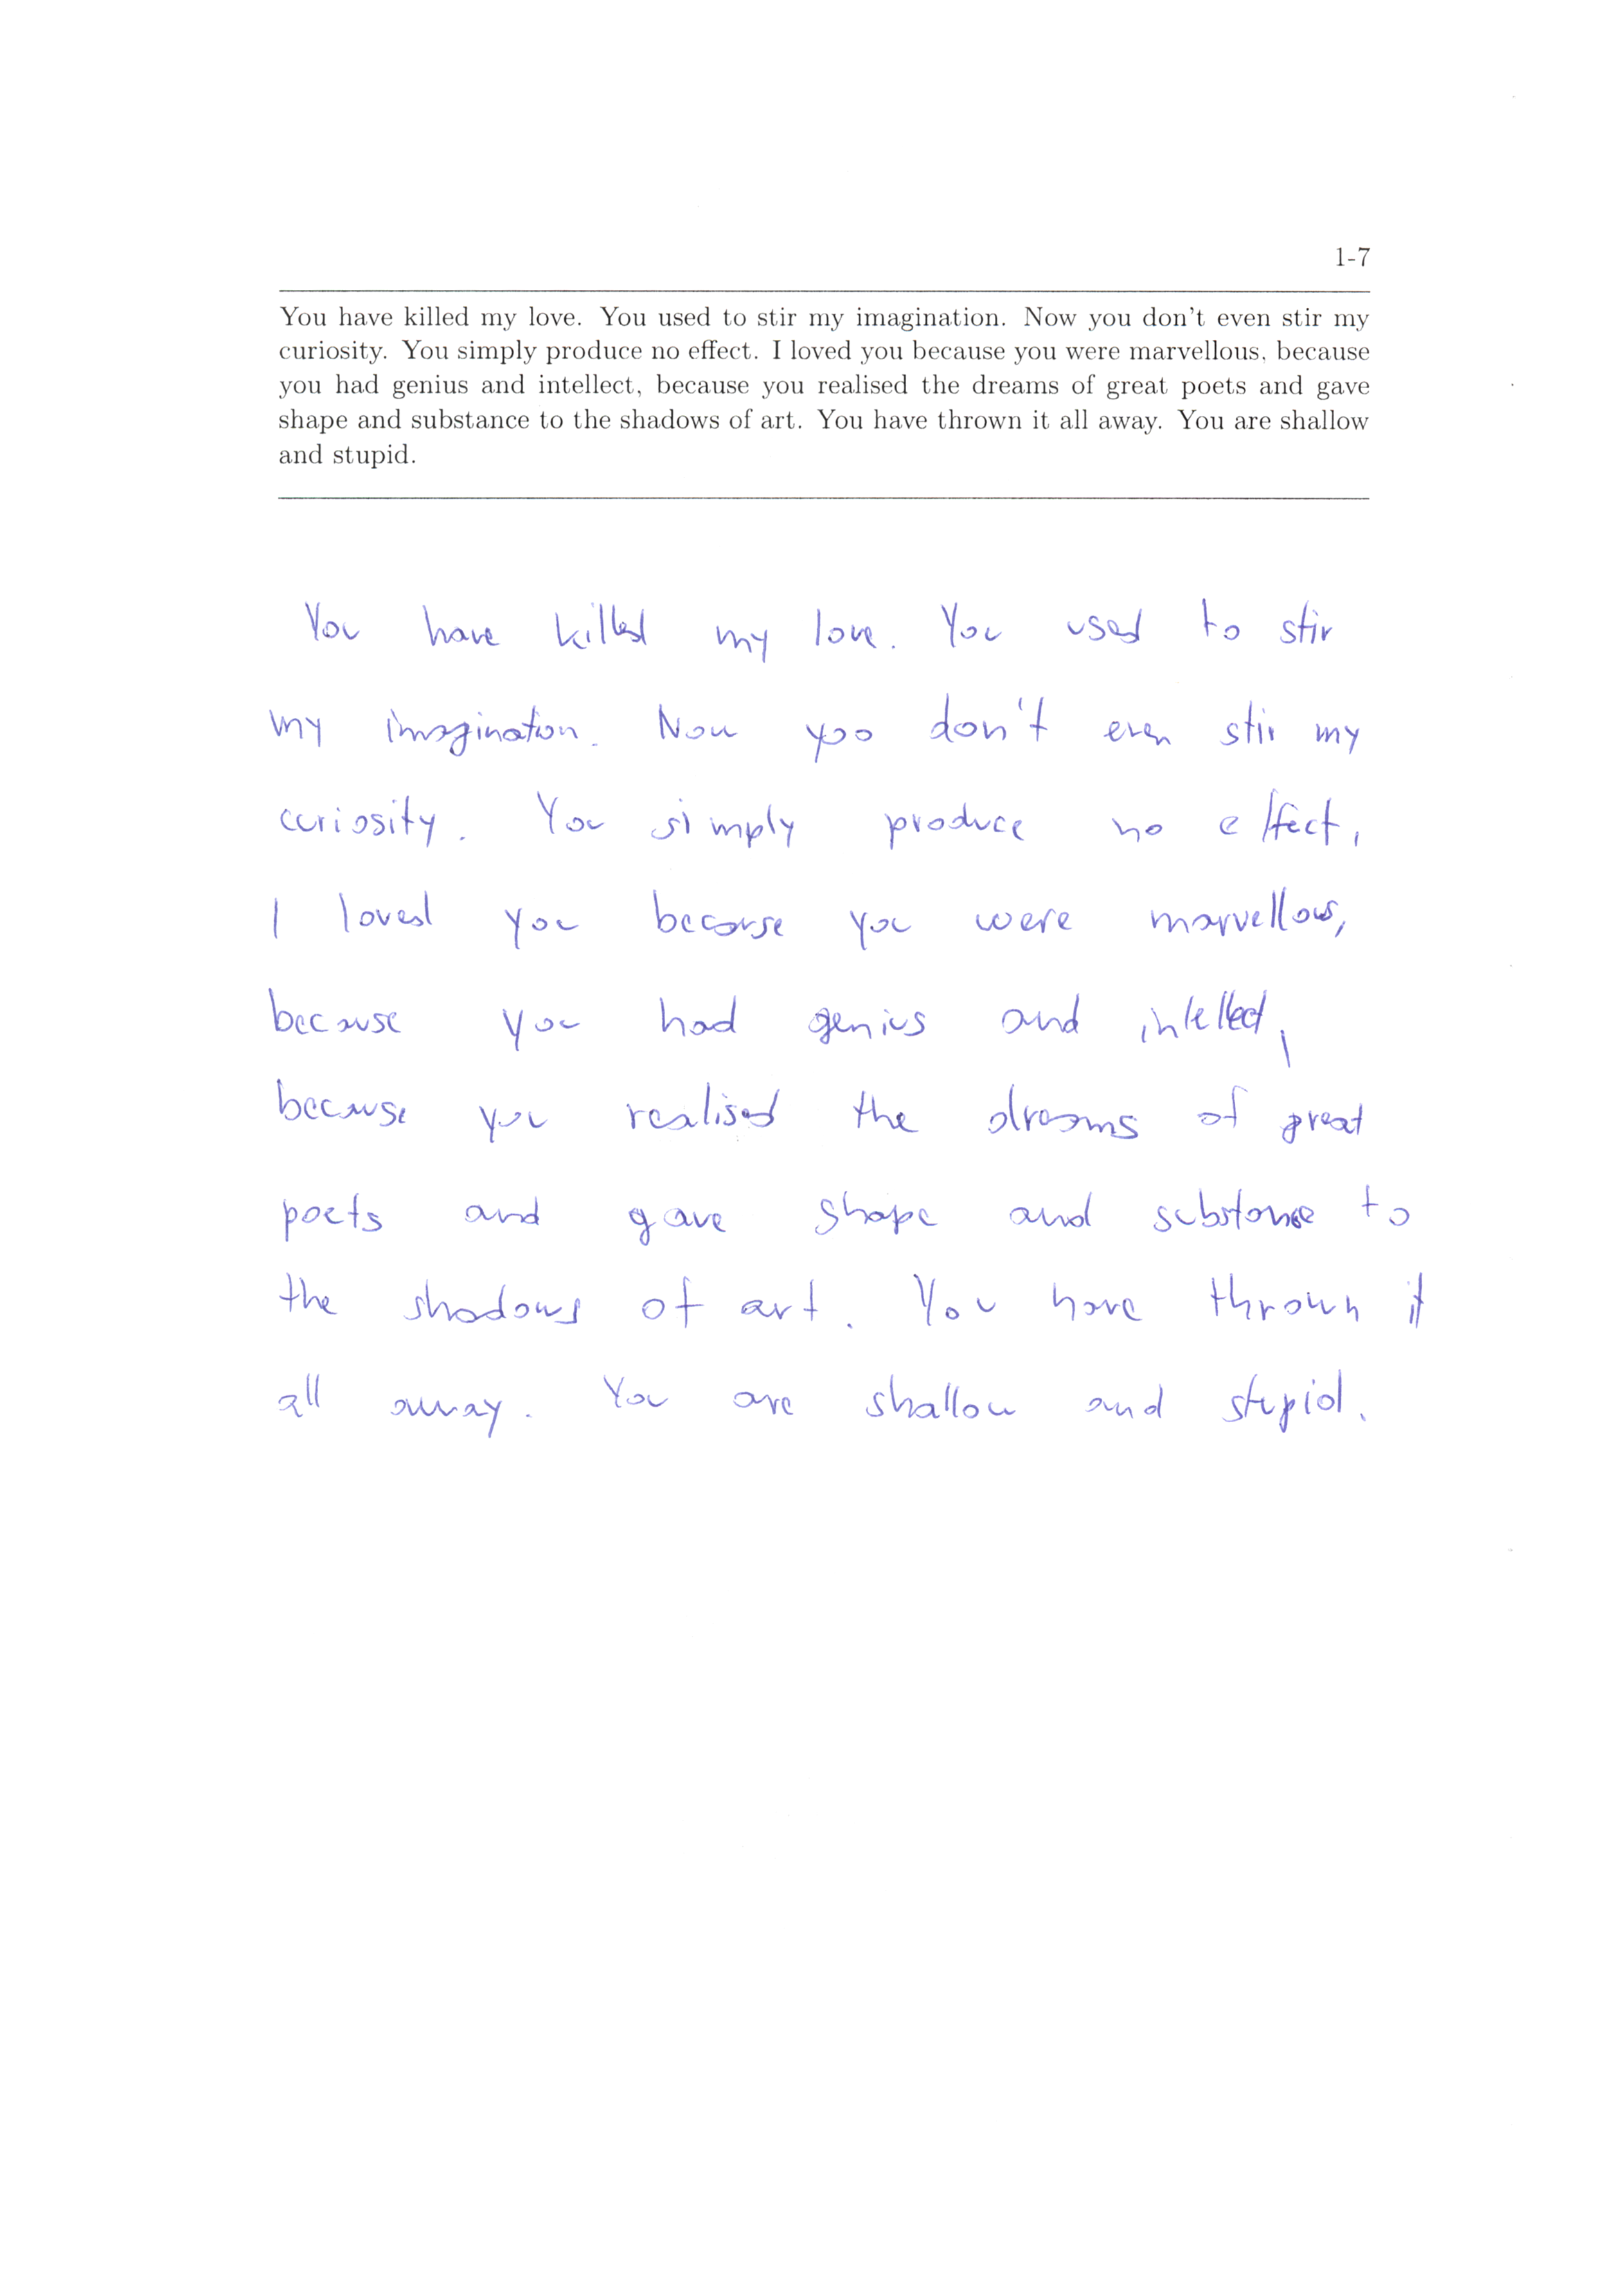 1-7
You have killed my love. You used to stir my imagination. Now you don't even stir my
curiosity. You simply produce no effect. I loved you because you were marvellous, because
you had genius and intellect, because you realised the dreams of great poets and gave
shape and substance to the shadows of art. You have thrown it all away. You are shallow
and stupid.
You have killed my love. You used to stir
my imagination. Now you don't even stir my
curiosity. You simply produce no effect,
I loved you because you were marvellous,
because you had genius and intellect,
because you realised the dreams of great
poets and gave shape and substance to
the shadows of art. You have thrown it
all away. You are shallow and stupid.